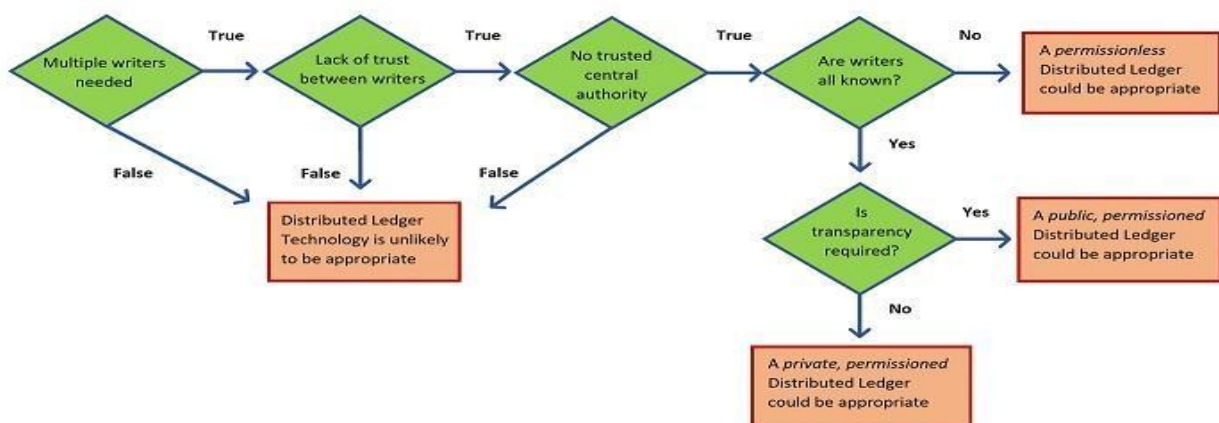 Multiple writers
needed
True
Lack of trust
between writers
True
No trusted
central
authority
True
Are writers
all known?
No
A permissionless
Distributed Ledger
could be appropriate
False
False
False
Yes
Distributed Ledger
Technology is unlikely
to be appropriate
Is
transparency
required?
Yes
A public, permissioned
Distributed Ledger
could be appropriate
No
A private, permissioned
Distributed Ledger
could be appropriate